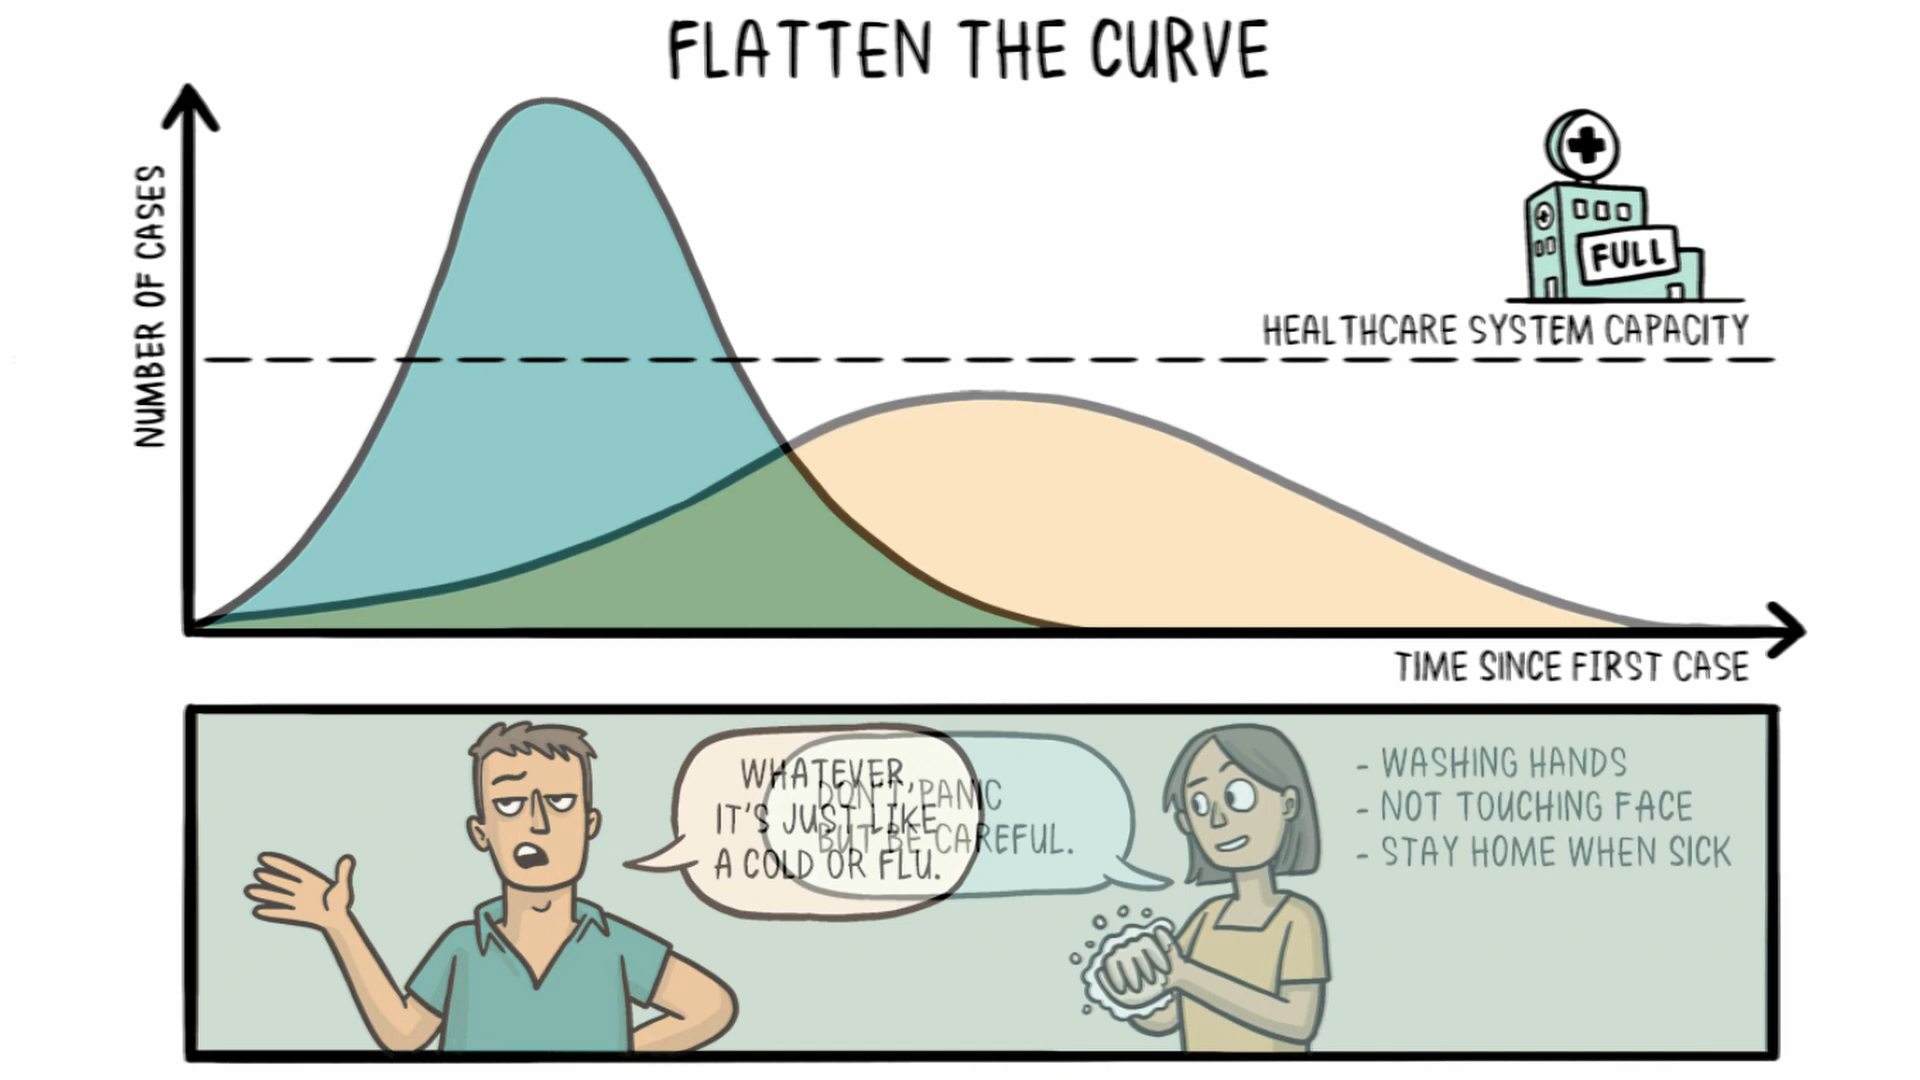 FLATTEN THE CURVE
NUMBER OF CASES
FULL
HEALTHCARE SYSTEM CAPACITY
TIME SINCE FIRST CASE
WHATEVER,
IT'S JUST LIKE
A COLD OR FLU.
DON'T PANIC
BUT BE CAREFUL.
- WASHING HANDS
- NOT TOUCHING FACE
- STAY HOME WHEN SICK